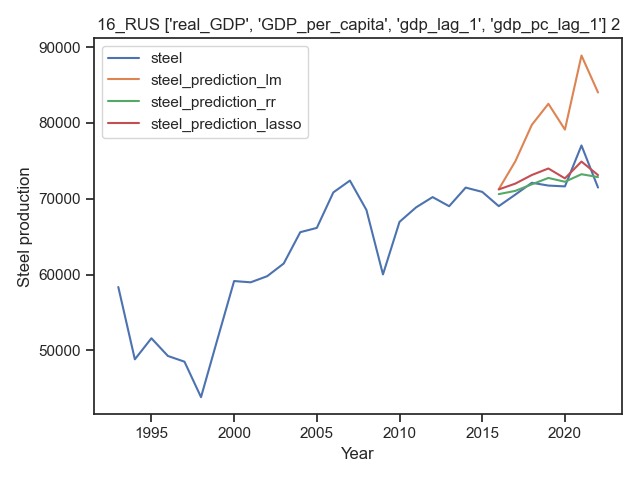 16_RUS ['real_GDP', 'GDP_per_capita', 'gdp_lag_1', 'gdp_pc_lag_1'] 2
steel
steel_prediction_lm
steel_prediction_rr
steel_prediction_lasso
Steel production
90000
80000
70000
60000
50000
1995 2000 2005 2010 2015 2020
Year